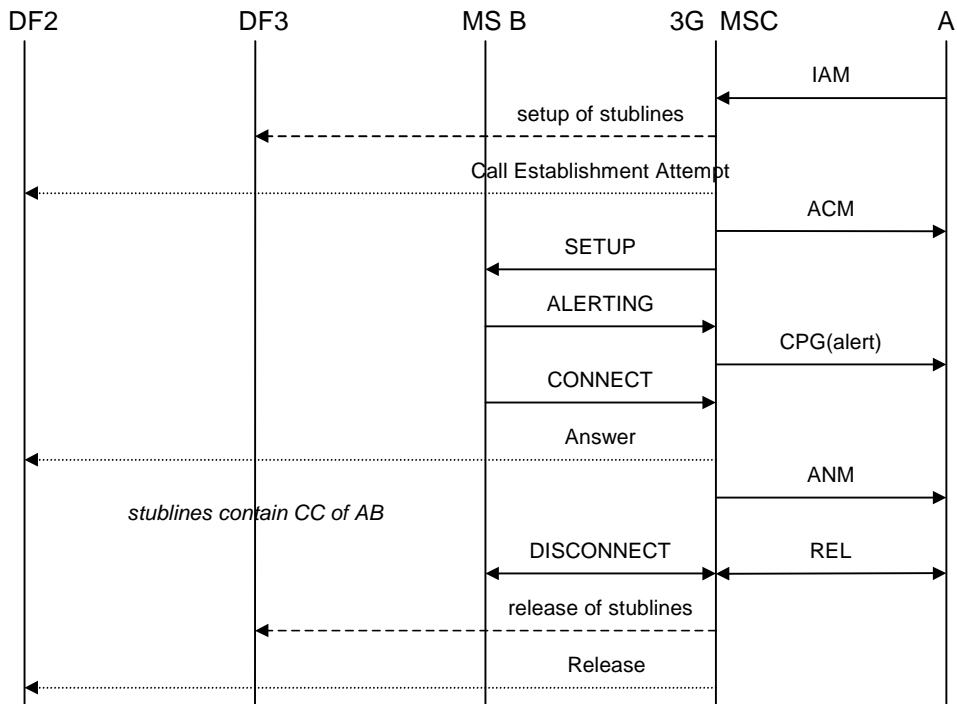 DF2 DF3 MS B 3G MSC A
IAM
setup of stublines
Call Establishment Attempt
ACM
SETUP
ALERTING
CPG(alert)
CONNECT
Answer
ANM
stublines contain CC of AB
DISCONNECT REL
release of stublines
Release